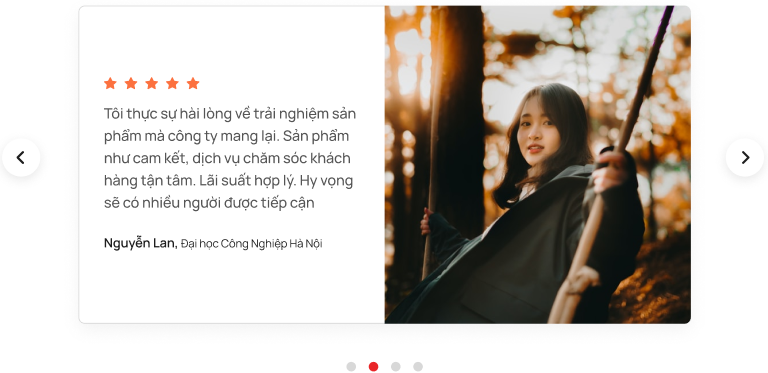 Tôi thực sự hài lòng về trải nghiệm sản
phẩm mà công ty mang lại. Sản phẩm
như cam kết, dịch vụ chăm sóc khách
hàng tận tâm. Lãi suất hợp lý. Hy vọng
sẽ có nhiều người được tiếp cận
Nguyễn Lan, Đại học Công Nghiệp Hà Nội